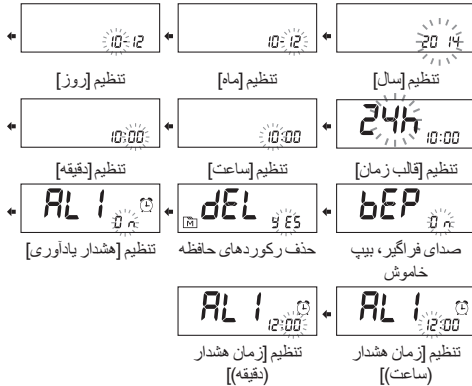 20 14
10-12
10-12
تنظیم [سال]
تنظیم [ماه]
تنظیم [روز]
24h 10:00
10:00
10:00
تنظیم [قالب زمان]
تنظیم [ساعت]
تنظیم [دقیقه]
bEP On
M dEL yES
AL 1 On
صدای فراگیر، بیپ
خاموش
حذف رکوردهای حافظه
تنظیم [هشدار یادآوری]
AL 1 12:00
AL 1 12:00
تنظیم [زمان هشدار
(ساعت)]
تنظیم [زمان هشدار
(دقیقه)]